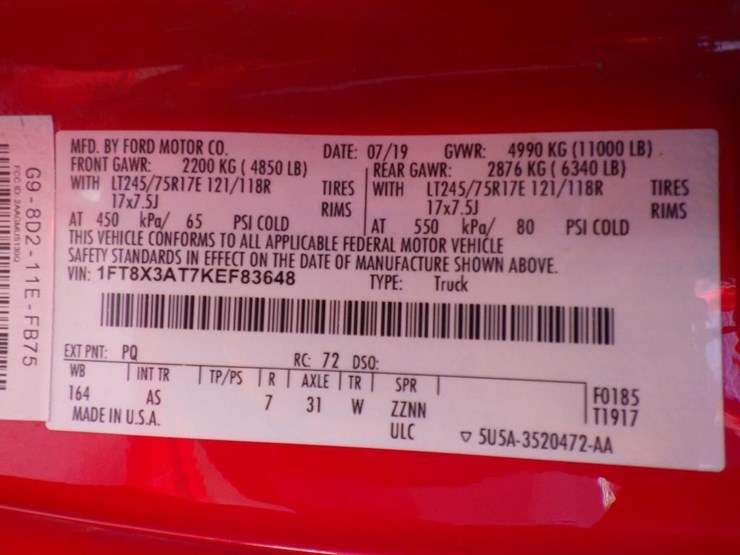 MFD. BY FORD MOTOR CO. DATE: 07/19 GVWR: 4990 KG (11000 LB)
FRONT GAWR: 2200 KG ( 4850 LB) REAR GAWR: 2876 KG ( 6340 LB)
WITH LT245/75R17E 121/118R TIRES WITH LT245/75R17E 121/118R TIRES
17x7.5J RIMS 17x7.5J RIMS
AT 450 kPa/ 65 PSI COLD AT 550 kPa/ 80 PSI COLD
THIS VEHICLE CONFORMS TO ALL APPLICABLE FEDERAL MOTOR VEHICLE
SAFETY STANDARDS IN EFFECT ON THE DATE OF MANUFACTURE SHOWN ABOVE.
VIN: 1FT8X3AT7KEF83648 TYPE: Truck
EXT PNT: PQ RC: 72 DSO:
WB INT TR TP/PS R AXLE TR SPR
164 AS 7 31 W ZZNN F0185
MADE IN U.S.A. ULC T1917
5U5A-3520472-AA
G9-8D2-11E-FB75